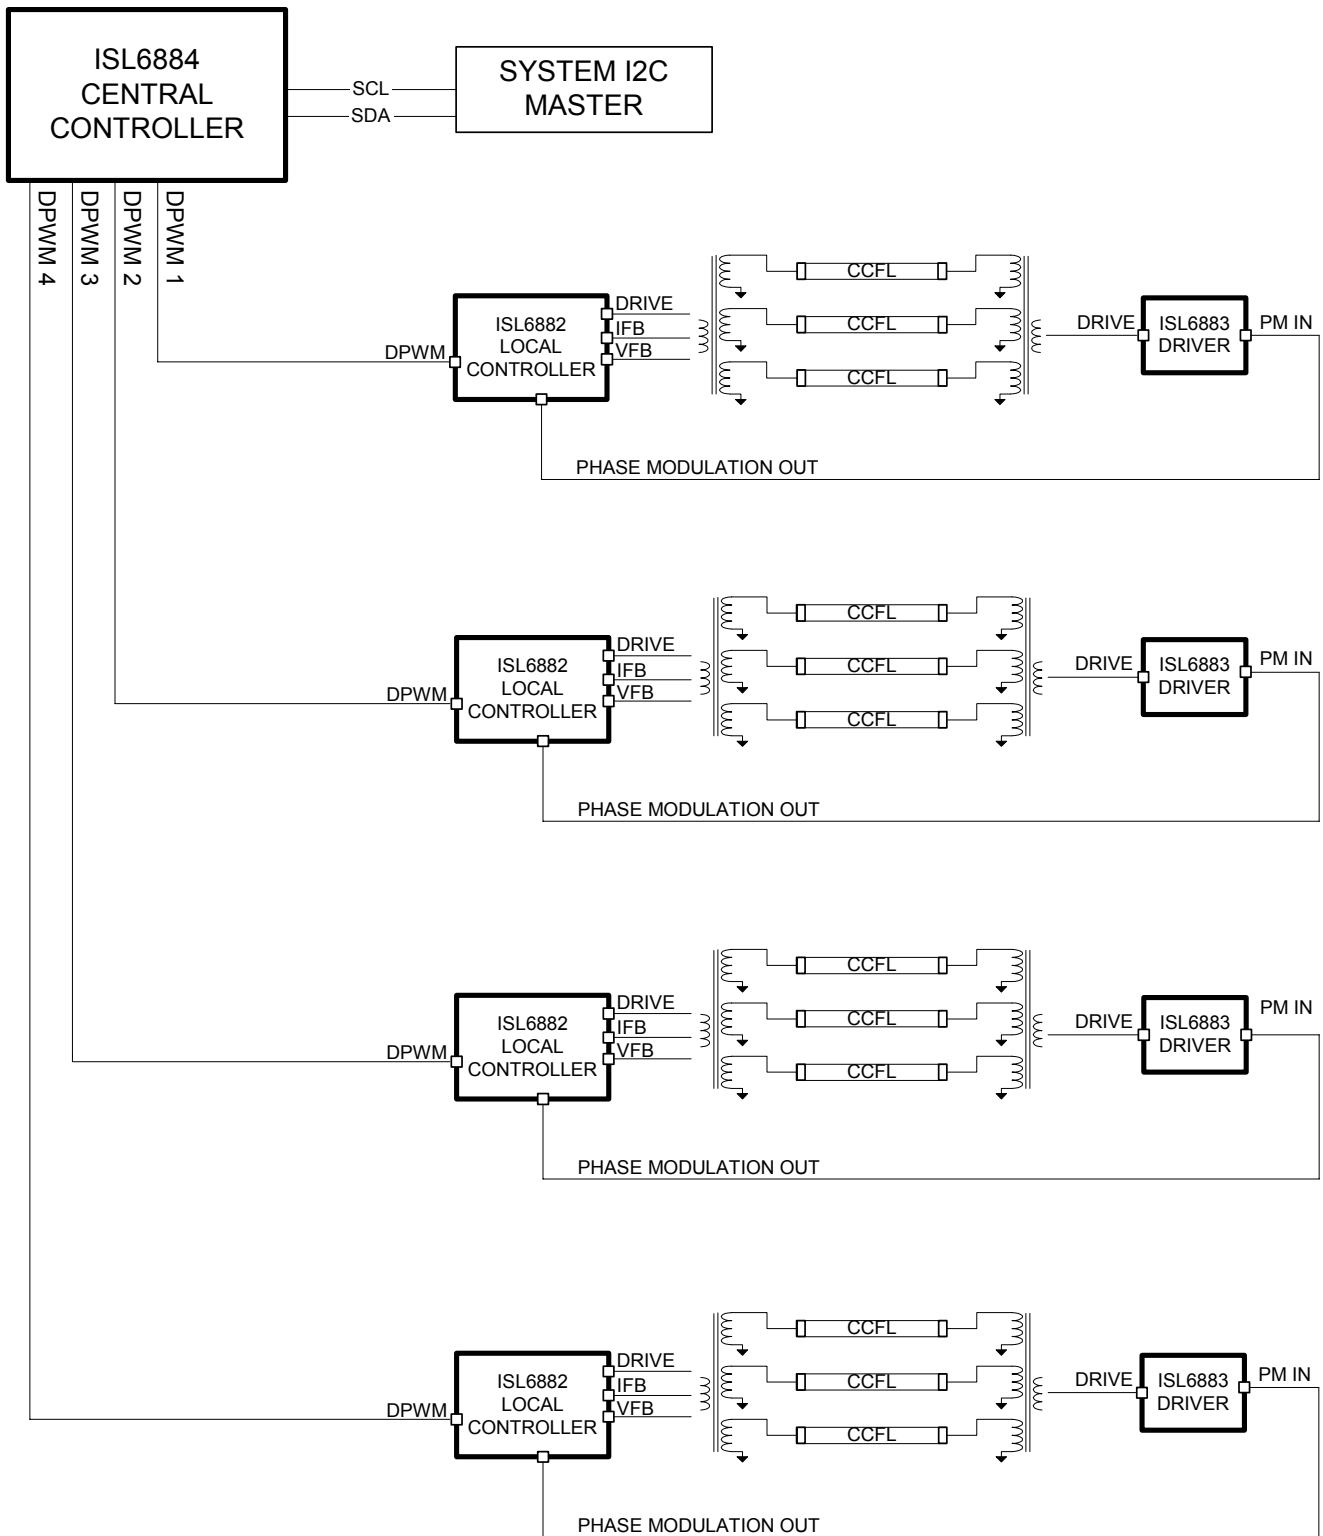 ISL6884
CENTRAL
CONTROLLER
SCL
SDA
SYSTEM I2C
MASTER
DPWM 4
DPWM 3
DPWM 2
DPWM 1
DPWM
ISL6882
LOCAL
CONTROLLER
DRIVE
IFB
VFB
CCFL
CCFL
CCFL
DRIVE
ISL6883
DRIVER
PM IN
PHASE MODULATION OUT
DPWM
ISL6882
LOCAL
CONTROLLER
DRIVE
IFB
VFB
CCFL
CCFL
CCFL
DRIVE
ISL6883
DRIVER
PM IN
PHASE MODULATION OUT
DPWM
ISL6882
LOCAL
CONTROLLER
DRIVE
IFB
VFB
CCFL
CCFL
CCFL
DRIVE
ISL6883
DRIVER
PM IN
PHASE MODULATION OUT
DPWM
ISL6882
LOCAL
CONTROLLER
DRIVE
IFB
VFB
CCFL
CCFL
CCFL
DRIVE
ISL6883
DRIVER
PM IN
PHASE MODULATION OUT